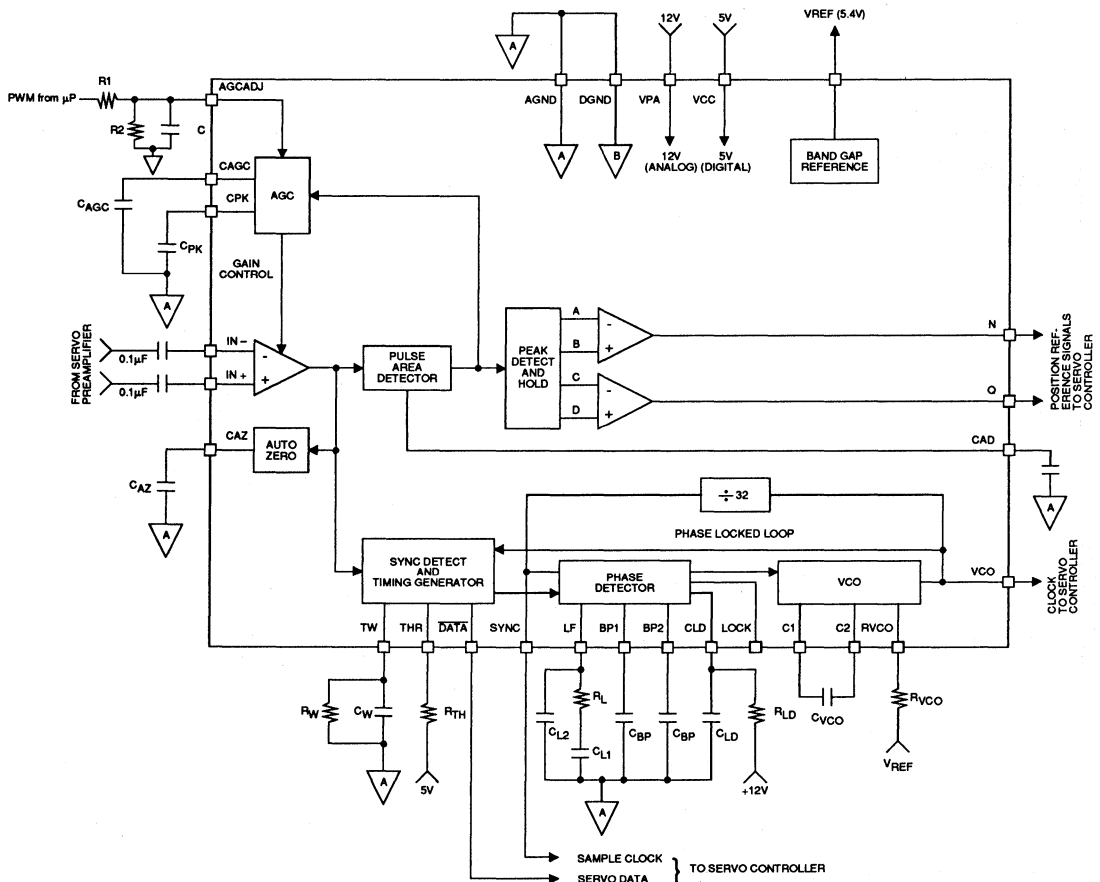 12V
5V
VREF (5.4V)
A
R1
AGCADJ
PWM from µP
AGND
DGND
VPA
VCC
R2
C
A
B
12V
(ANALOG)
5V
(DIGITAL)
BAND GAP
REFERENCE
CAGC
CPK
AGC
CAGC
CPK
A
GAIN
CONTROL
FROM SERVO
PREAMPLIFIER
0.1µF
0.1µF
IN -
IN +
-
+
PULSE
AREA
DETECTOR
PEAK
DETECT
AND
HOLD
A
B
C
D
-
+
-
+
N
Q
POSITION REF-
ERENCE SIGNALS
TO SERVO
CONTROLLER
CAZ
AUTO
ZERO
CAD
CAZ
A
A
÷ 32
PHASE LOCKED LOOP
SYNC DETECT
AND
TIMING GENERATOR
PHASE
DETECTOR
VCO
VCO
CLOCK
TO SERVO
CONTROLLER
TW
THR
DATA
SYNC
LF
BP1
BP2
CLD
LOCK
C1
C2
RVCO
RW
CW
RTH
CL2
RL
CL1
CBP
CBP
CLD
RLD
CVCO
RVCO
VREF
A
5V
A
+12V
SAMPLE CLOCK
SERVO DATA
} TO SERVO CONTROLLER